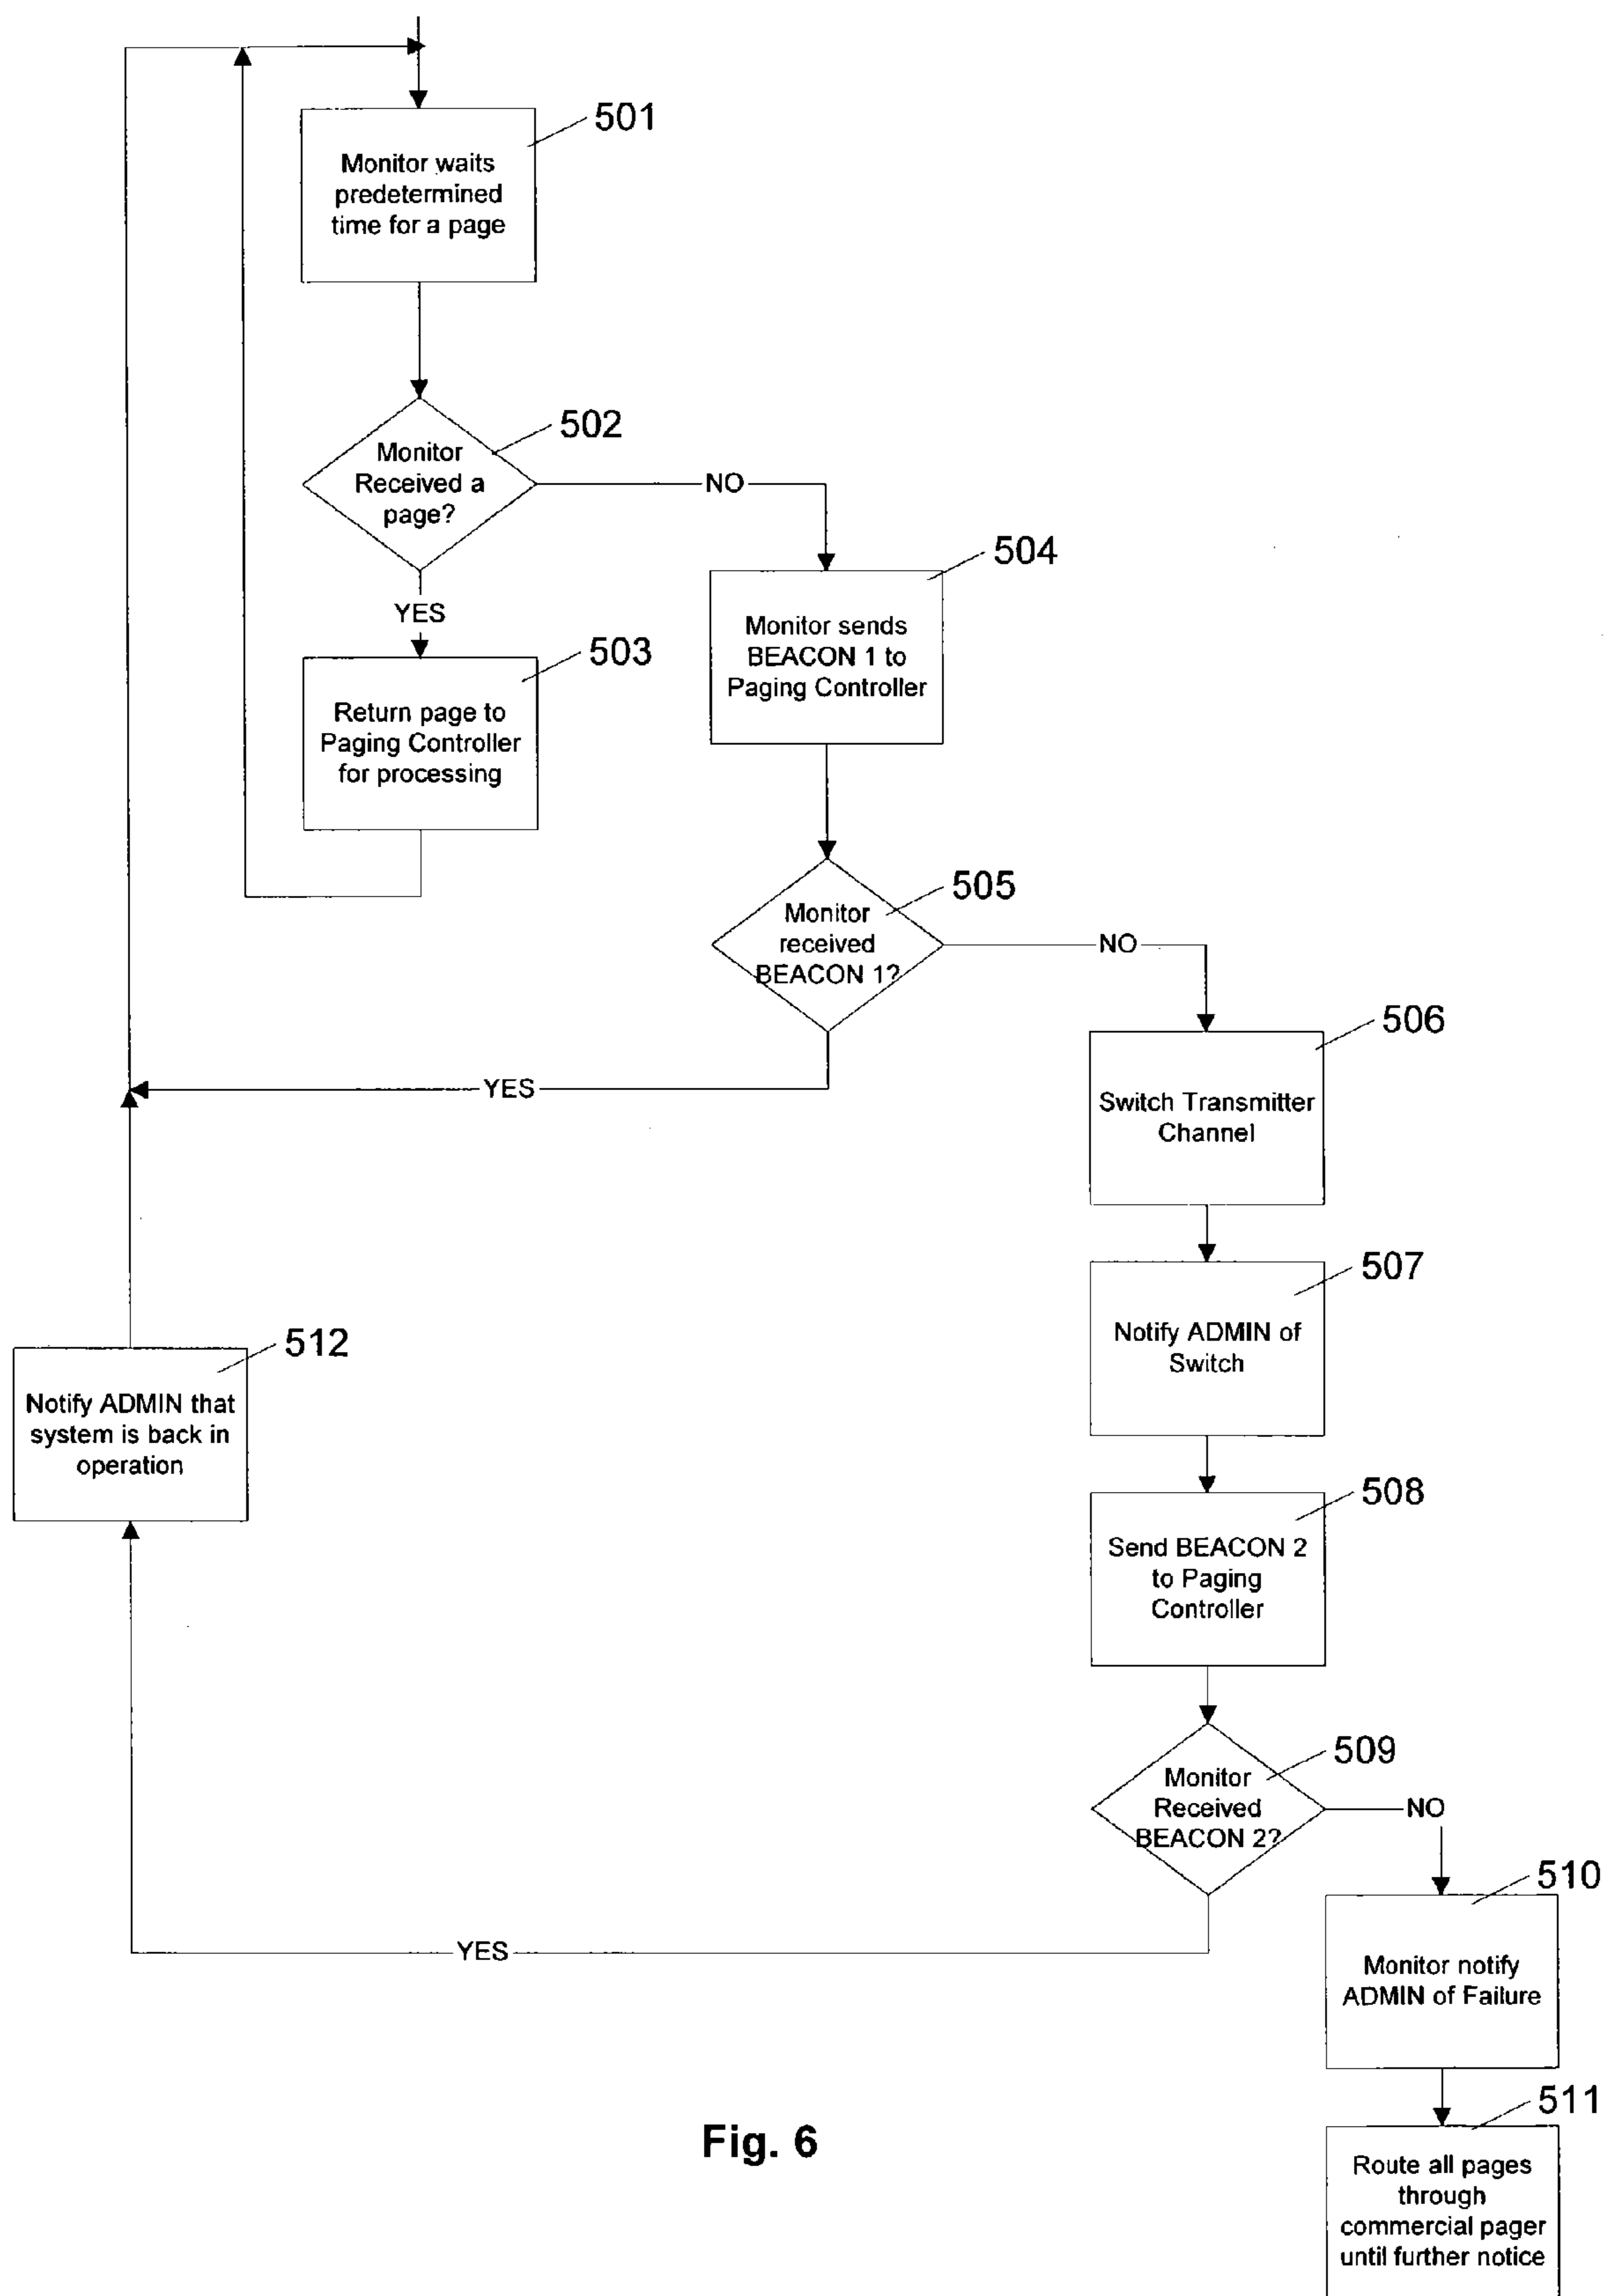 501
Monitor waits
predetermined
time for a page
502
Monitor
Received a
page?
NO
YES
503
Return page to
Paging Controller
for processing
504
Monitor sends
BEACON 1 to
Paging Controller
505
Monitor
received
BEACON 1?
NO
YES
506
Switch Transmitter
Channel
507
Notify ADMIN of
Switch
512
Notify ADMIN that
system is back in
operation
508
Send BEACON 2
to Paging
Controller
509
Monitor
Received
BEACON 2?
NO
YES
510
Monitor notify
ADMIN of Failure
511
Route all pages
through
commercial pager
until further notice
Fig. 6